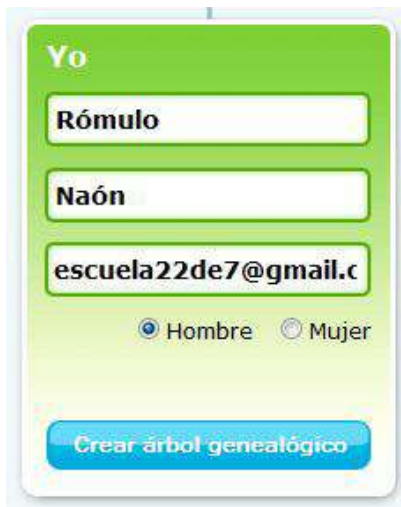 Yo
Rómulo
Naón
escuela22de7@gmail.c
Hombre Mujer
Crear árbol genealógico